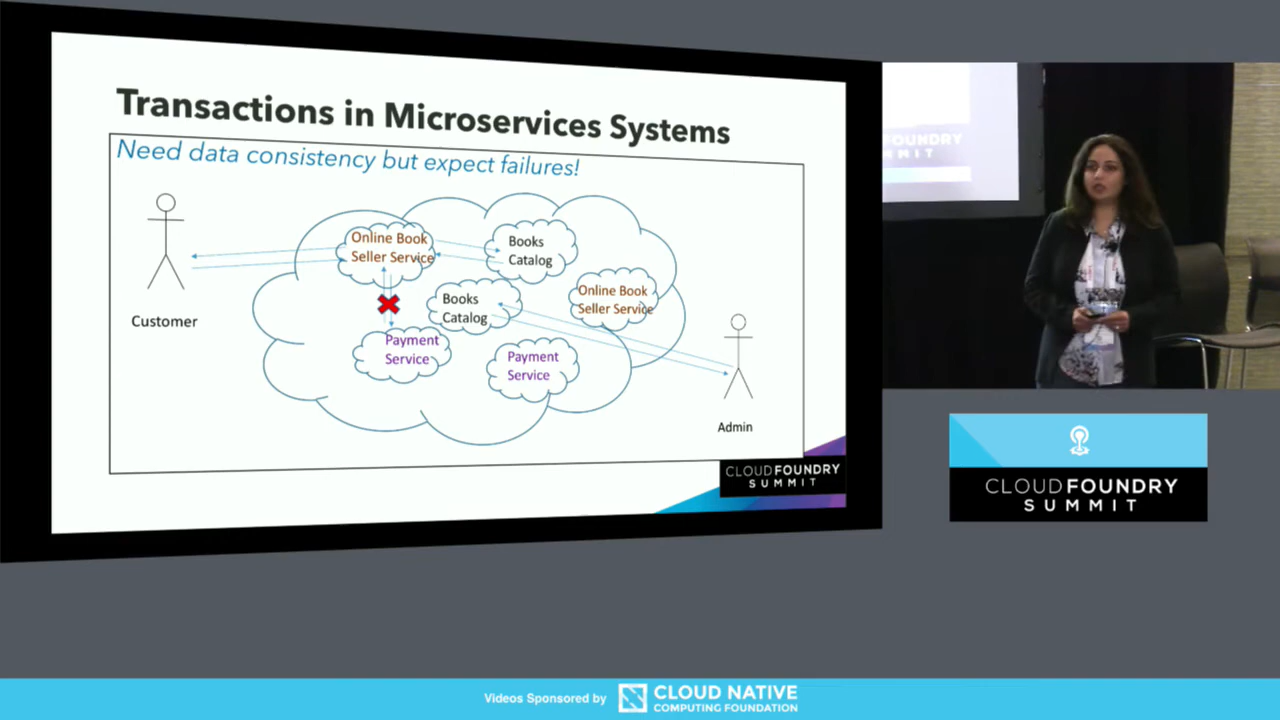 Transactions in Microservices Systems
Need data consistency but expect failures!
Online Book
Seller Service
Books
Catalog
Online Book
Seller Service
Books
Catalog
Customer
Payment
Service
Payment
Service
Admin
CLOUDFOUNDRY
SUMMIT
FOUNDRY
MMIT
CLOUDFOUNDRY
SUMMIT
Videos Sponsored by
CLOUD NATIVE
COMPUTING FOUNDATION